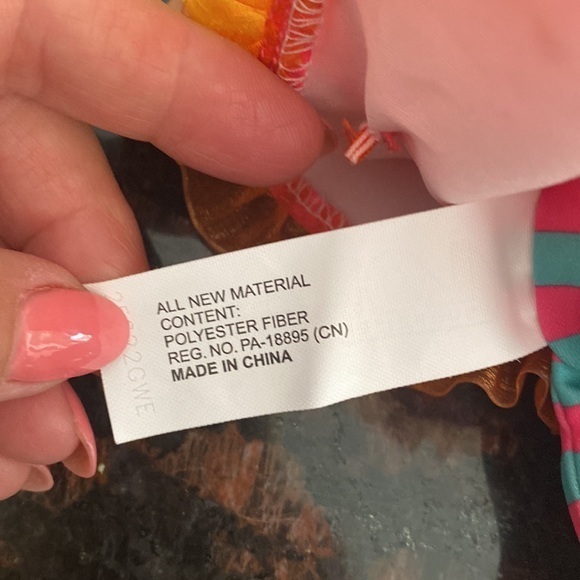 ALL NEW MATERIAL
CONTENT:
POLYESTER FIBER
REG. NO. PA-18895 (CN)
MADE IN CHINA